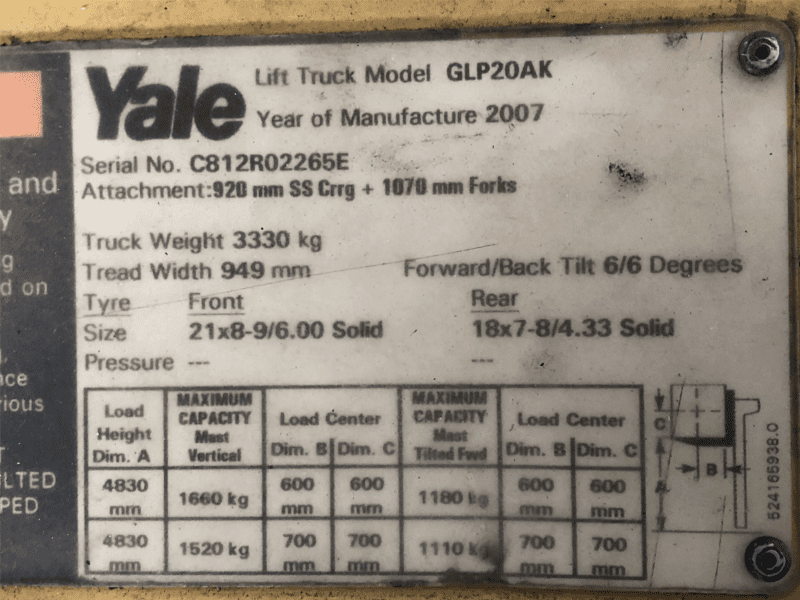 Yale
Lift Truck Model GLP20AK
Year of Manufacture 2007
Serial No. C812R02265E
Attachment:920 mm SS Crrg + 1070 mm Forks
Truck Weight 3330 kg
Tread Width 949 mm Forward/Back Tilt 6/6 Degrees
Tyre Front Rear
Size 21x8-9/6.00 Solid 18x7-8/4.33 Solid
Pressure --- ---
Load Height Dim. A MAXIMUM CAPACITY Mast Vertical Load Center Dim. B Dim. C MAXIMUM CAPACITY Mast Tilted Fwd Load Center Dim. B Dim. C
4830 mm 1660 kg 600 mm 600 mm 1180 kg 600 mm 600 mm
4830 mm 1520 kg 700 mm 700 mm 1110 kg 700 mm 700 mm
C
B
A
524165938.0
and
d on